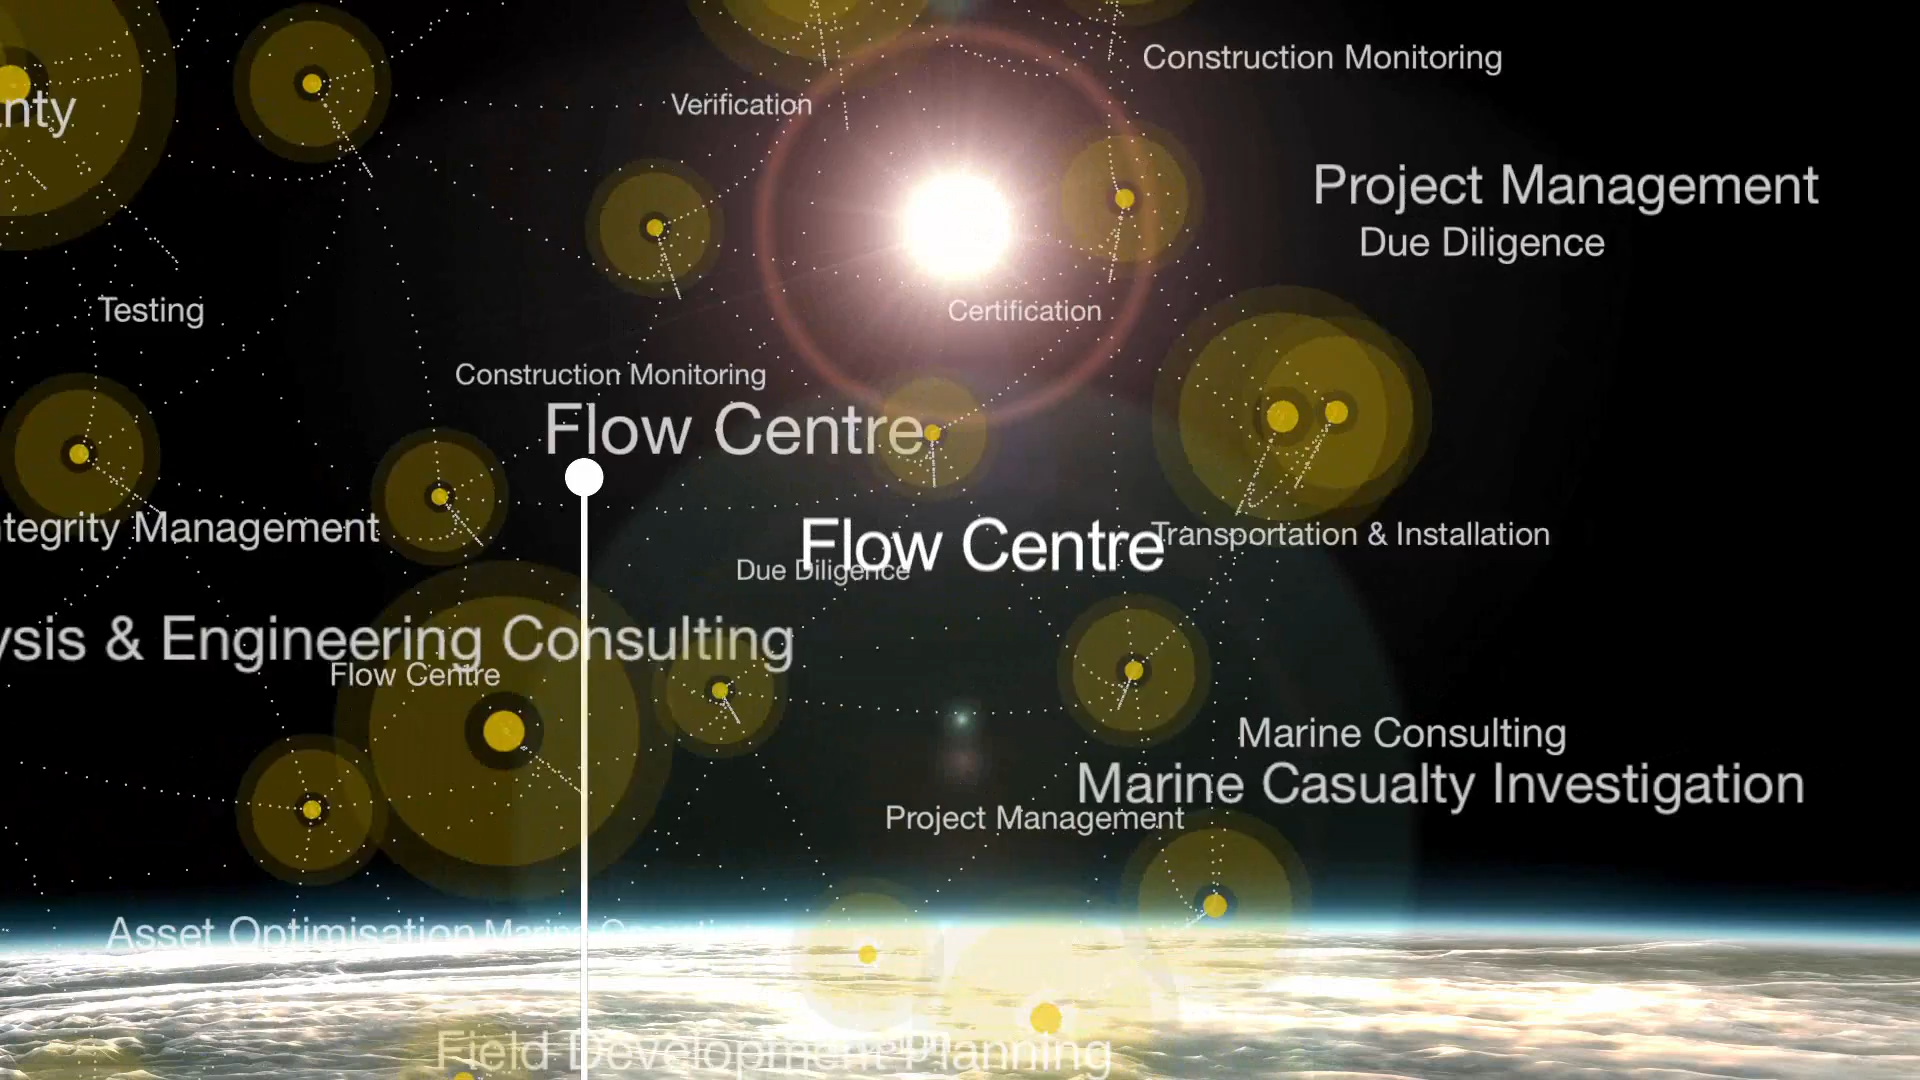 Construction Monitoring
Verification
nty
Project Management
Due Diligence
Testing
Certification
Construction Monitoring
Flow Centre
ntegrity Management
Flow Centre
Transportation & Installation
Due Diligence
ysis & Engineering Consulting
Flow Centre
Marine Consulting
Marine Casualty Investigation
Project Management
Asset Optimisation
Marine
Field Development Planning